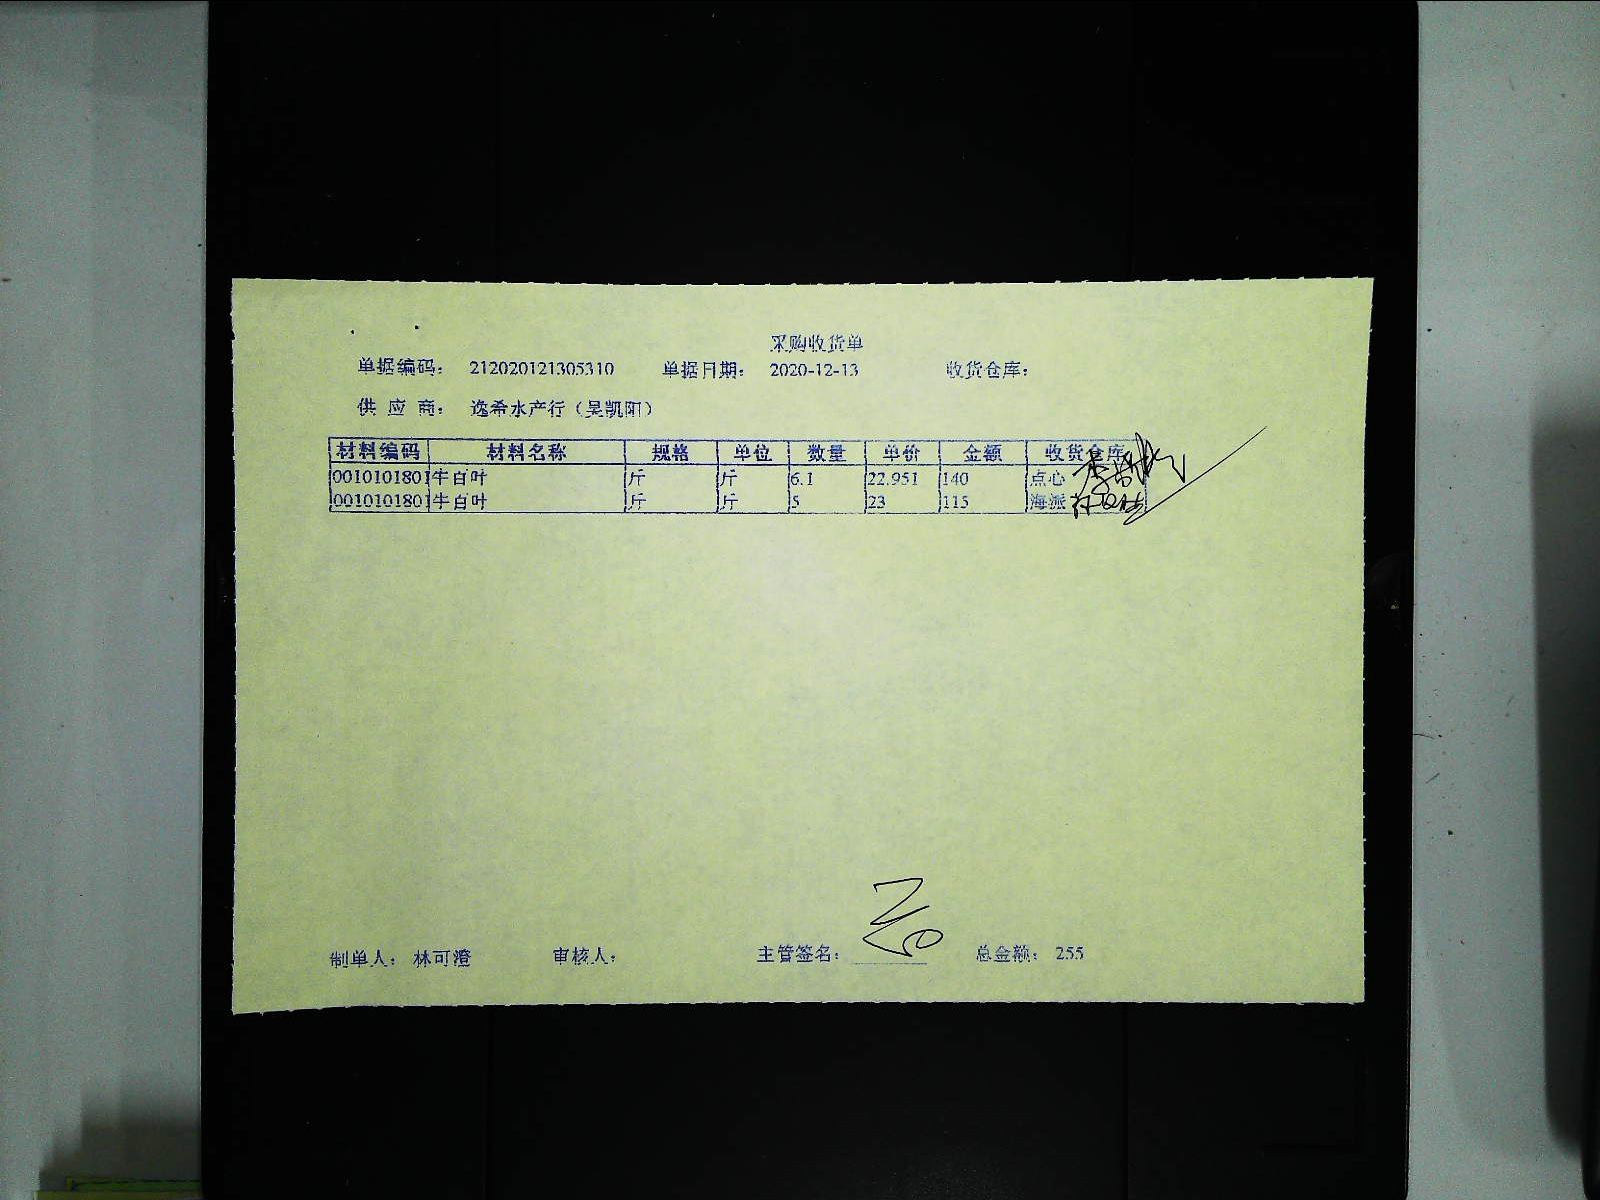 采购收货单
单据编码： 212020121305310 单据日期： 2020-12-13 收货仓库：
供 应 商： 逸希水产行（吴凯阳）
材料编码 材料名称 规格 单位 数量 单价 金额 收货仓库
0010101801 牛百叶 斤 斤 6.1 22.951 140 点心
0010101801 牛百叶 斤 斤 5 23 115 海派
制单人： 林可澄 审核人： 主管签名： 总金额： 255